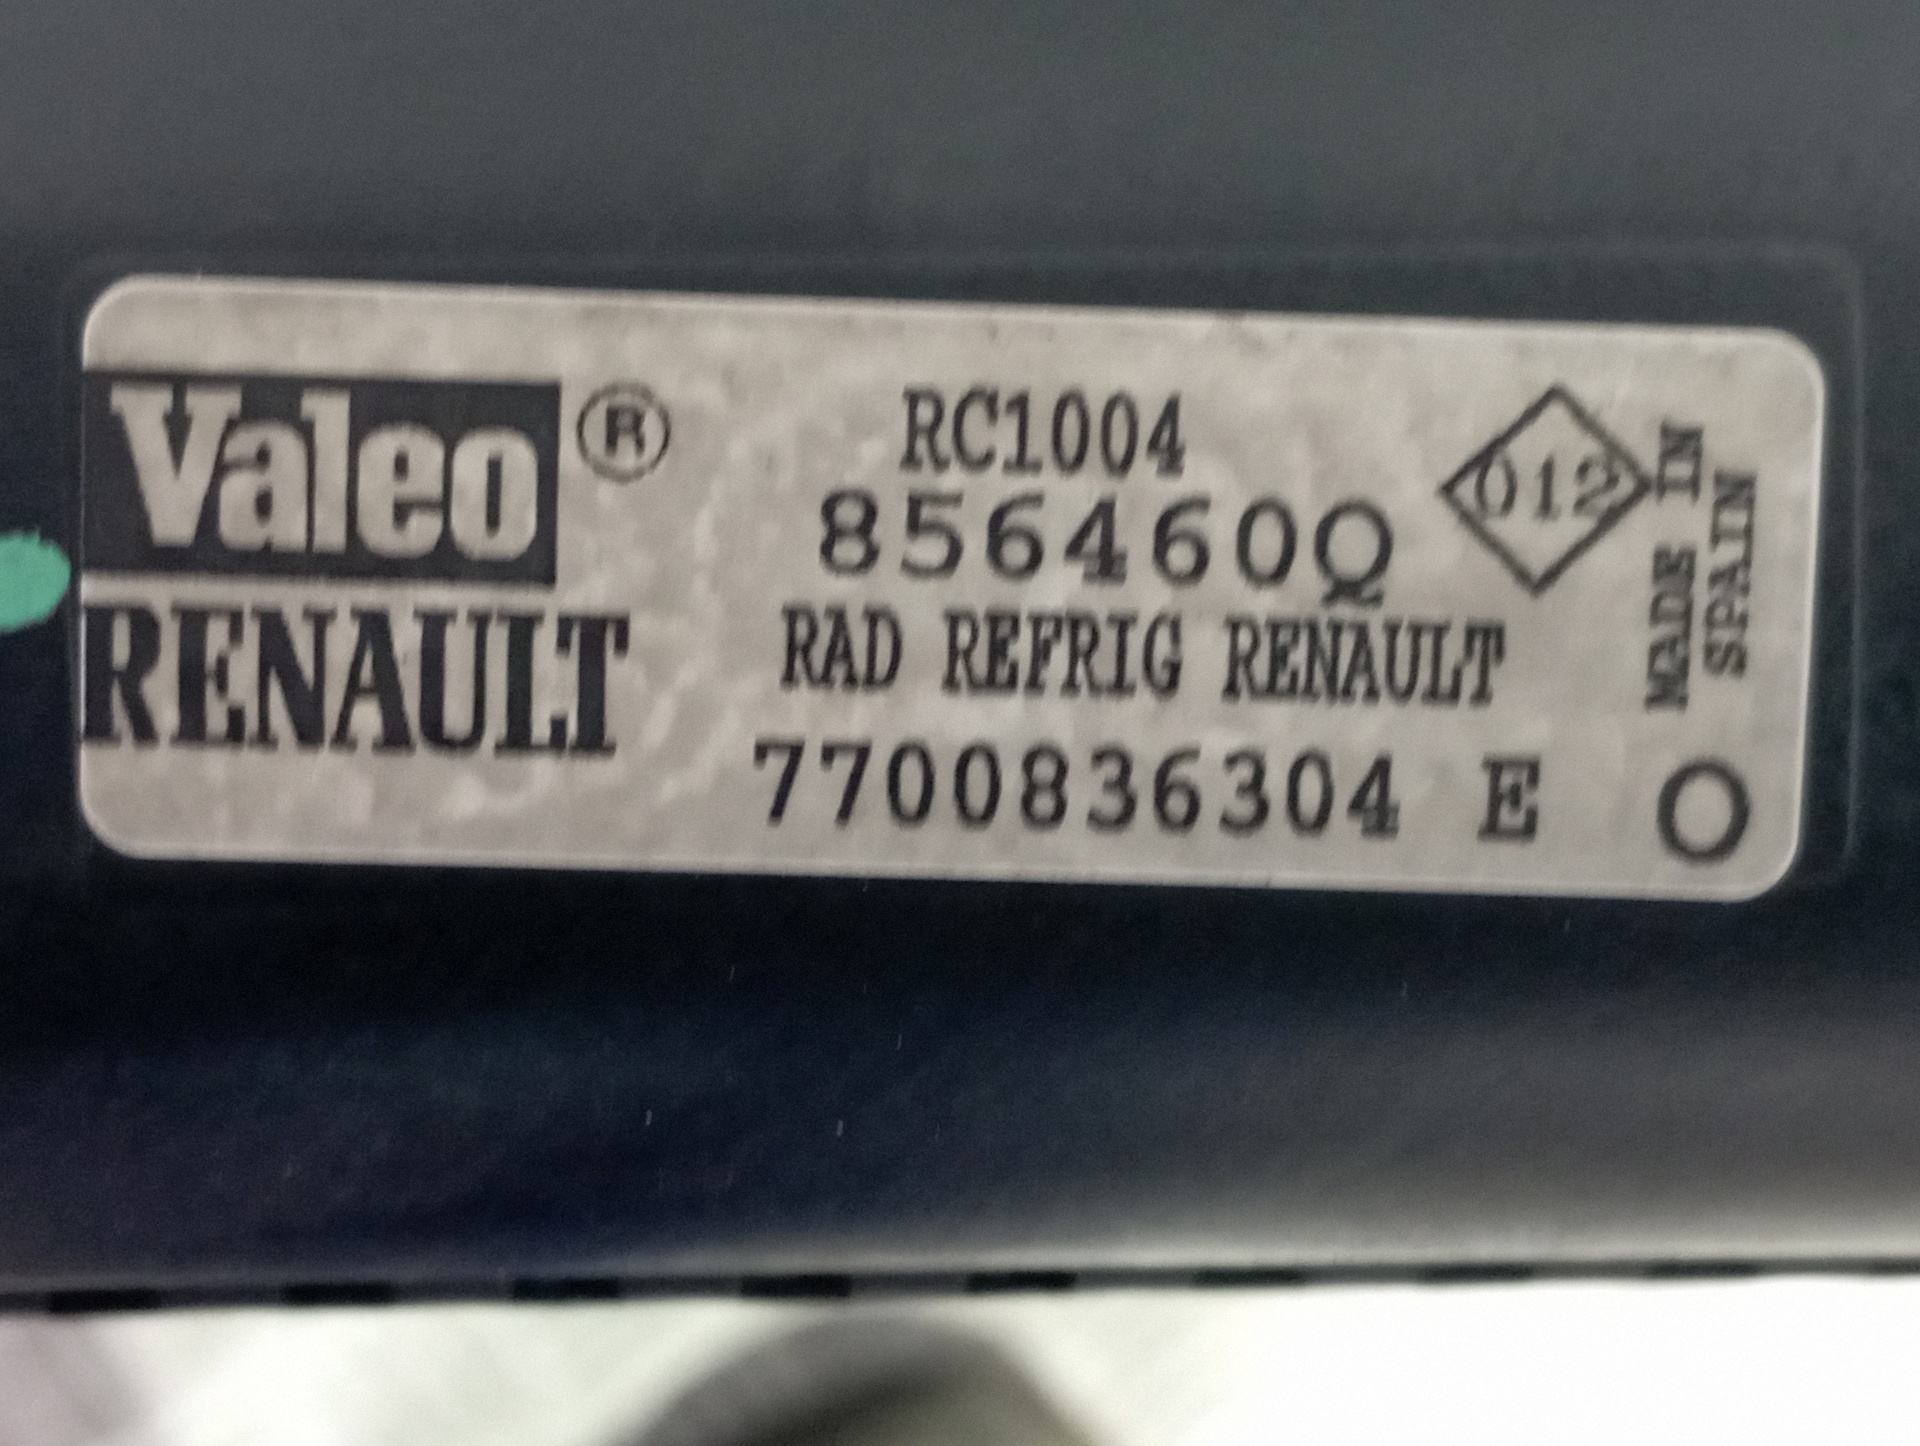 Valeo ®
RENAULT
RC1004
856460Q
RAD REFRIG RENAULT
7700836304 E
012
MADE IN
SPAIN
O